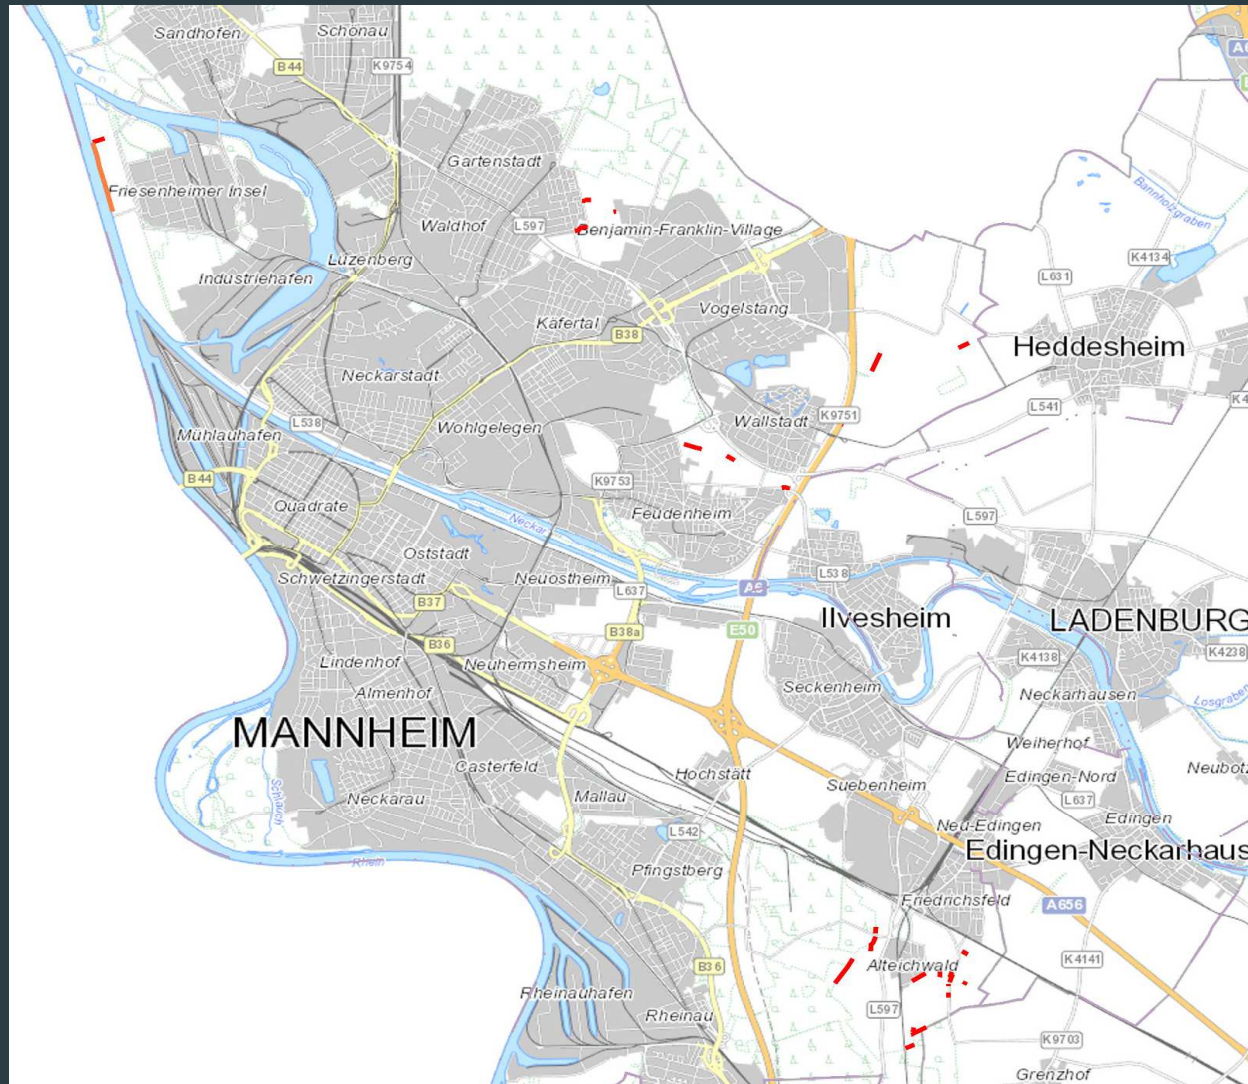 Sandhofen
Schönau
B 44
K9754
Gartenstadt
Friesenheimer Insel
Waldhof
L597
Benjamin-Franklin-Village
Bannholzgraben
K4134
L631
Luzenberg
Industriehafen
Vogelstang
Käfertal
B38
Heddesheim
Neckarstadt
L541
K9751
Wallstadt
L538
Wohlgelegen
Mühlauhafen
B44
K9753
Quadrate
Feudenheim
Neckar
L597
Oststadt
Schwetzingerstadt
Neuostheim
L538
L637
A6
B37
Ilvesheim
LADENBURG
B38a
E50
B36
K4138
K4238
Lindenhof
Neuhermsheim
Seckenheim
Neckarhausen
Almenhof
Losgraben
MANNHEIM
Weiherhof
Casterfeld
Hochstätt
Edingen-Nord
Neubotz
Suebenheim
Schlauch
Neckarau
Mallau
L637
L542
Neu-Edingen
Edingen
Edingen-Neckarhaus
Rhein
Pfingstberg
Friedrichsfeld
A656
B36
Alteichwald
K4141
Rheinauhafen
L597
Rheinau
K9703
Grenzhof